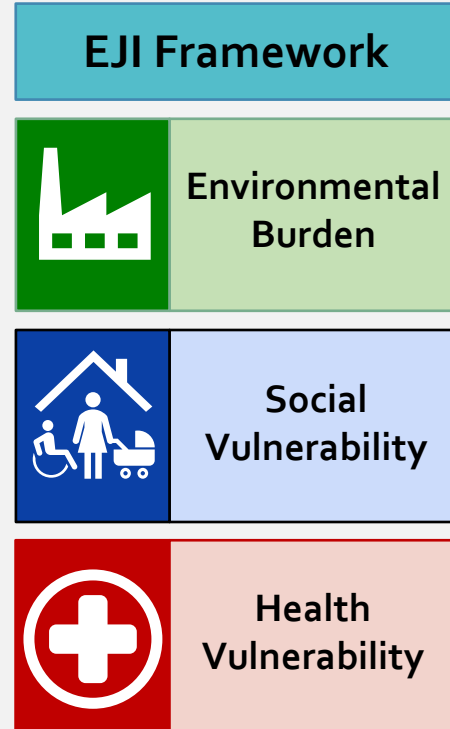 EJI Framework
Environmental
Burden
Social
Vulnerability
Health
Vulnerability